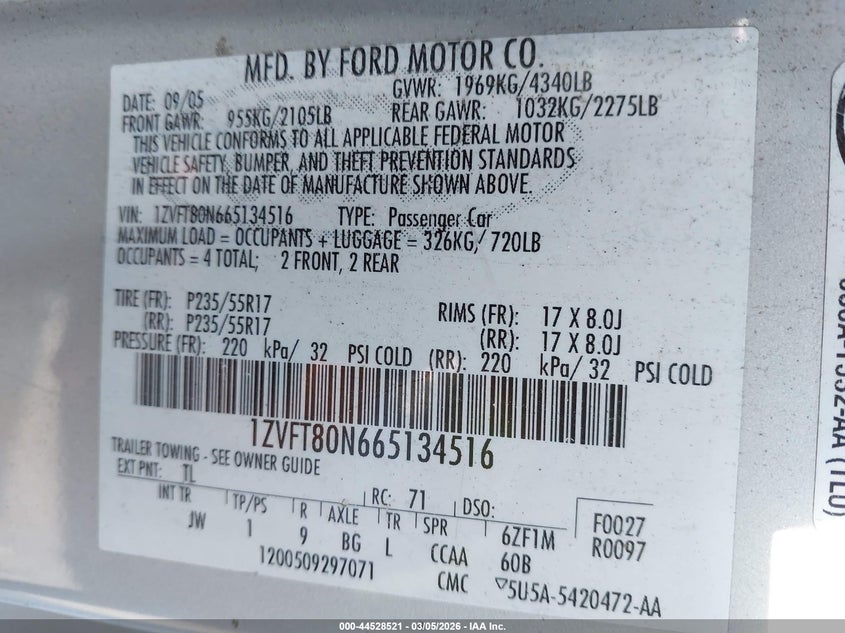 MFD. BY FORD MOTOR CO.
DATE: 09/05 GVWR: 1969KG/4340LB
FRONT GAWR: 955KG/2105LB REAR GAWR: 1032KG/2275LB
THIS VEHICLE CONFORMS TO ALL APPLICABLE FEDERAL MOTOR
VEHICLE SAFETY, BUMPER, AND THEFT PREVENTION STANDARDS
IN EFFECT ON THE DATE OF MANUFACTURE SHOWN ABOVE.
VIN: 1ZVFT80N665134516 TYPE: Passenger Car
MAXIMUM LOAD = OCCUPANTS + LUGGAGE = 326KG/ 720LB
OCCUPANTS = 4 TOTAL; 2 FRONT, 2 REAR
TIRE (FR): P235/55R17 RIMS (FR): 17 X 8.0J
(RR): P235/55R17 (RR): 17 X 8.0J
PRESSURE (FR): 220 kPa/ 32 PSI COLD (RR): 220 kPa/ 32 PSI COLD
1ZVFT80N665134516
TRAILER TOWING - SEE OWNER GUIDE
EXT PNT: TL RC: 71 DSO: F0027
INT TR TP/PS R AXLE TR SPR 6ZF1M R0097
JW 1 9 BG L CCAA 60B
1200509297071 CMC ▽5U5A-5420472-AA
(TL0)
000-44528521 | 03/05/2026 - IAA Inc.